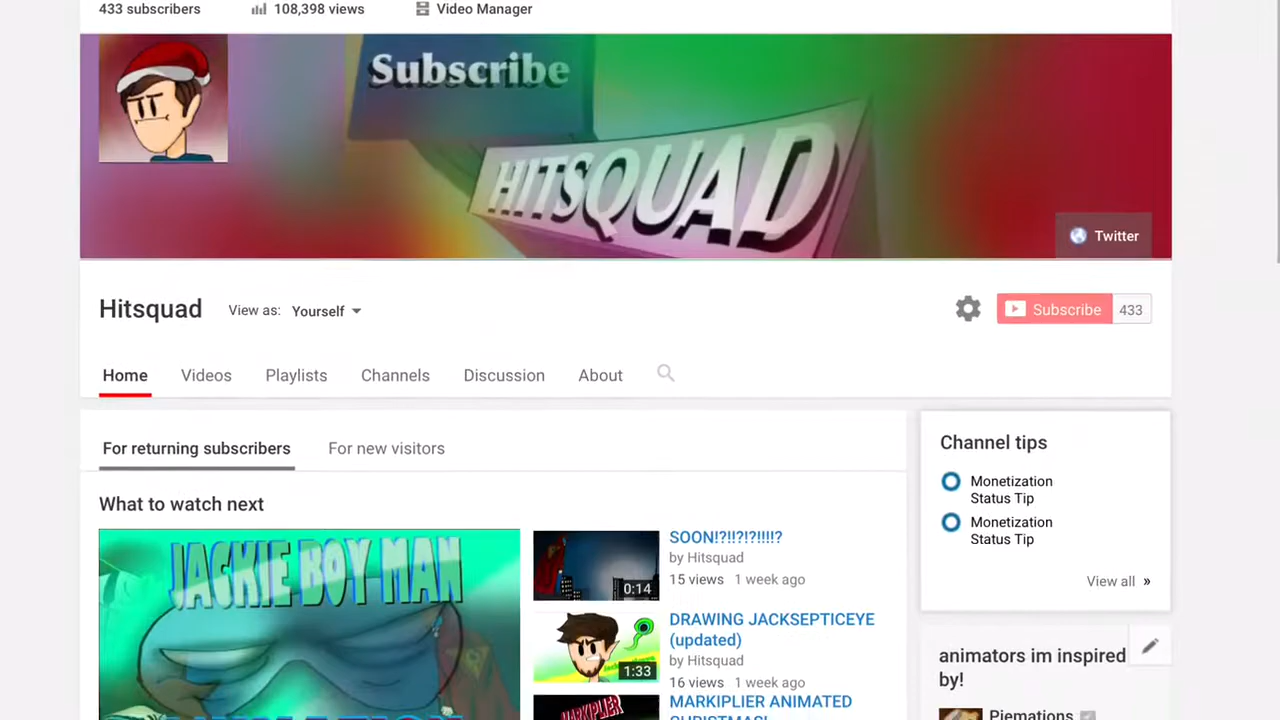 433 subscribers
108,398 views
Video Manager
Subscribe
HITSQUAD
Twitter
Hitsquad
View as: Yourself
Subscribe 433
Home
Videos
Playlists
Channels
Discussion
About
For returning subscribers
For new visitors
What to watch next
JACKIE BOY MAN
ANIMATION
SOON!?!!?!?!!!!?
by Hitsquad
15 views 1 week ago
0:14
DRAWING JACKSEPTICEYE
(updated)
by Hitsquad
16 views 1 week ago
1:33
MARKIPLIER
MARKIPLIER ANIMATED
CHRISTMAS!
Channel tips
Monetization
Status Tip
Monetization
Status Tip
View all »
animators im inspired
by!
Piemations